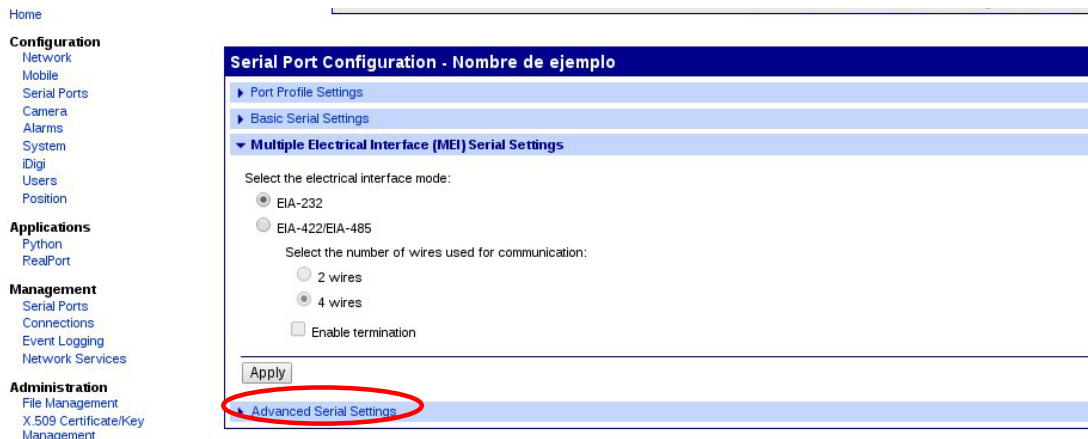 Home
Configuration
Network
Mobile
Serial Ports
Camera
Alarms
System
iDigi
Users
Position
Applications
Python
RealPort
Management
Serial Ports
Connections
Event Logging
Network Services
Administration
File Management
X.509 Certificate/Key
Management
Serial Port Configuration - Nombre de ejemplo
Port Profile Settings
Basic Serial Settings
Multiple Electrical Interface (MEI) Serial Settings
Select the electrical interface mode:
EIA-232
EIA-422/EIA-485
Select the number of wires used for communication:
2 wires
4 wires
Enable termination
Apply
Advanced Serial Settings